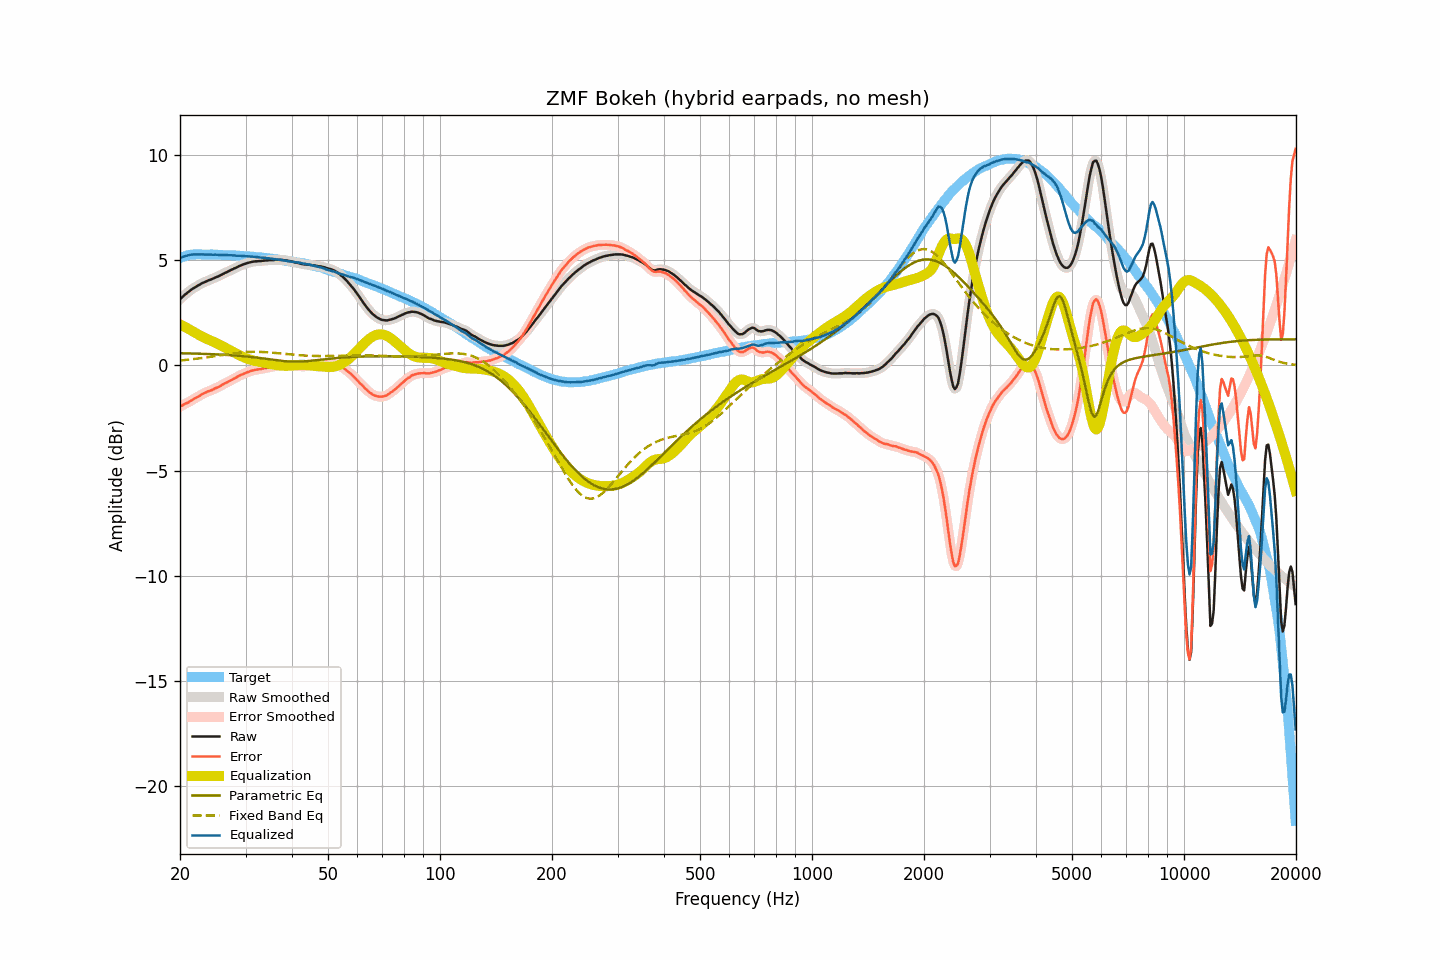 ZMF Bokeh (hybrid earpads, no mesh)
Amplitude (dBr)
10
5
0
−5
−10
−15
−20
Target
Raw Smoothed
Error Smoothed
Raw
Error
Equalization
Parametric Eq
Fixed Band Eq
Equalized
20 50 100 200 500 1000 2000 5000 10000 20000
Frequency (Hz)